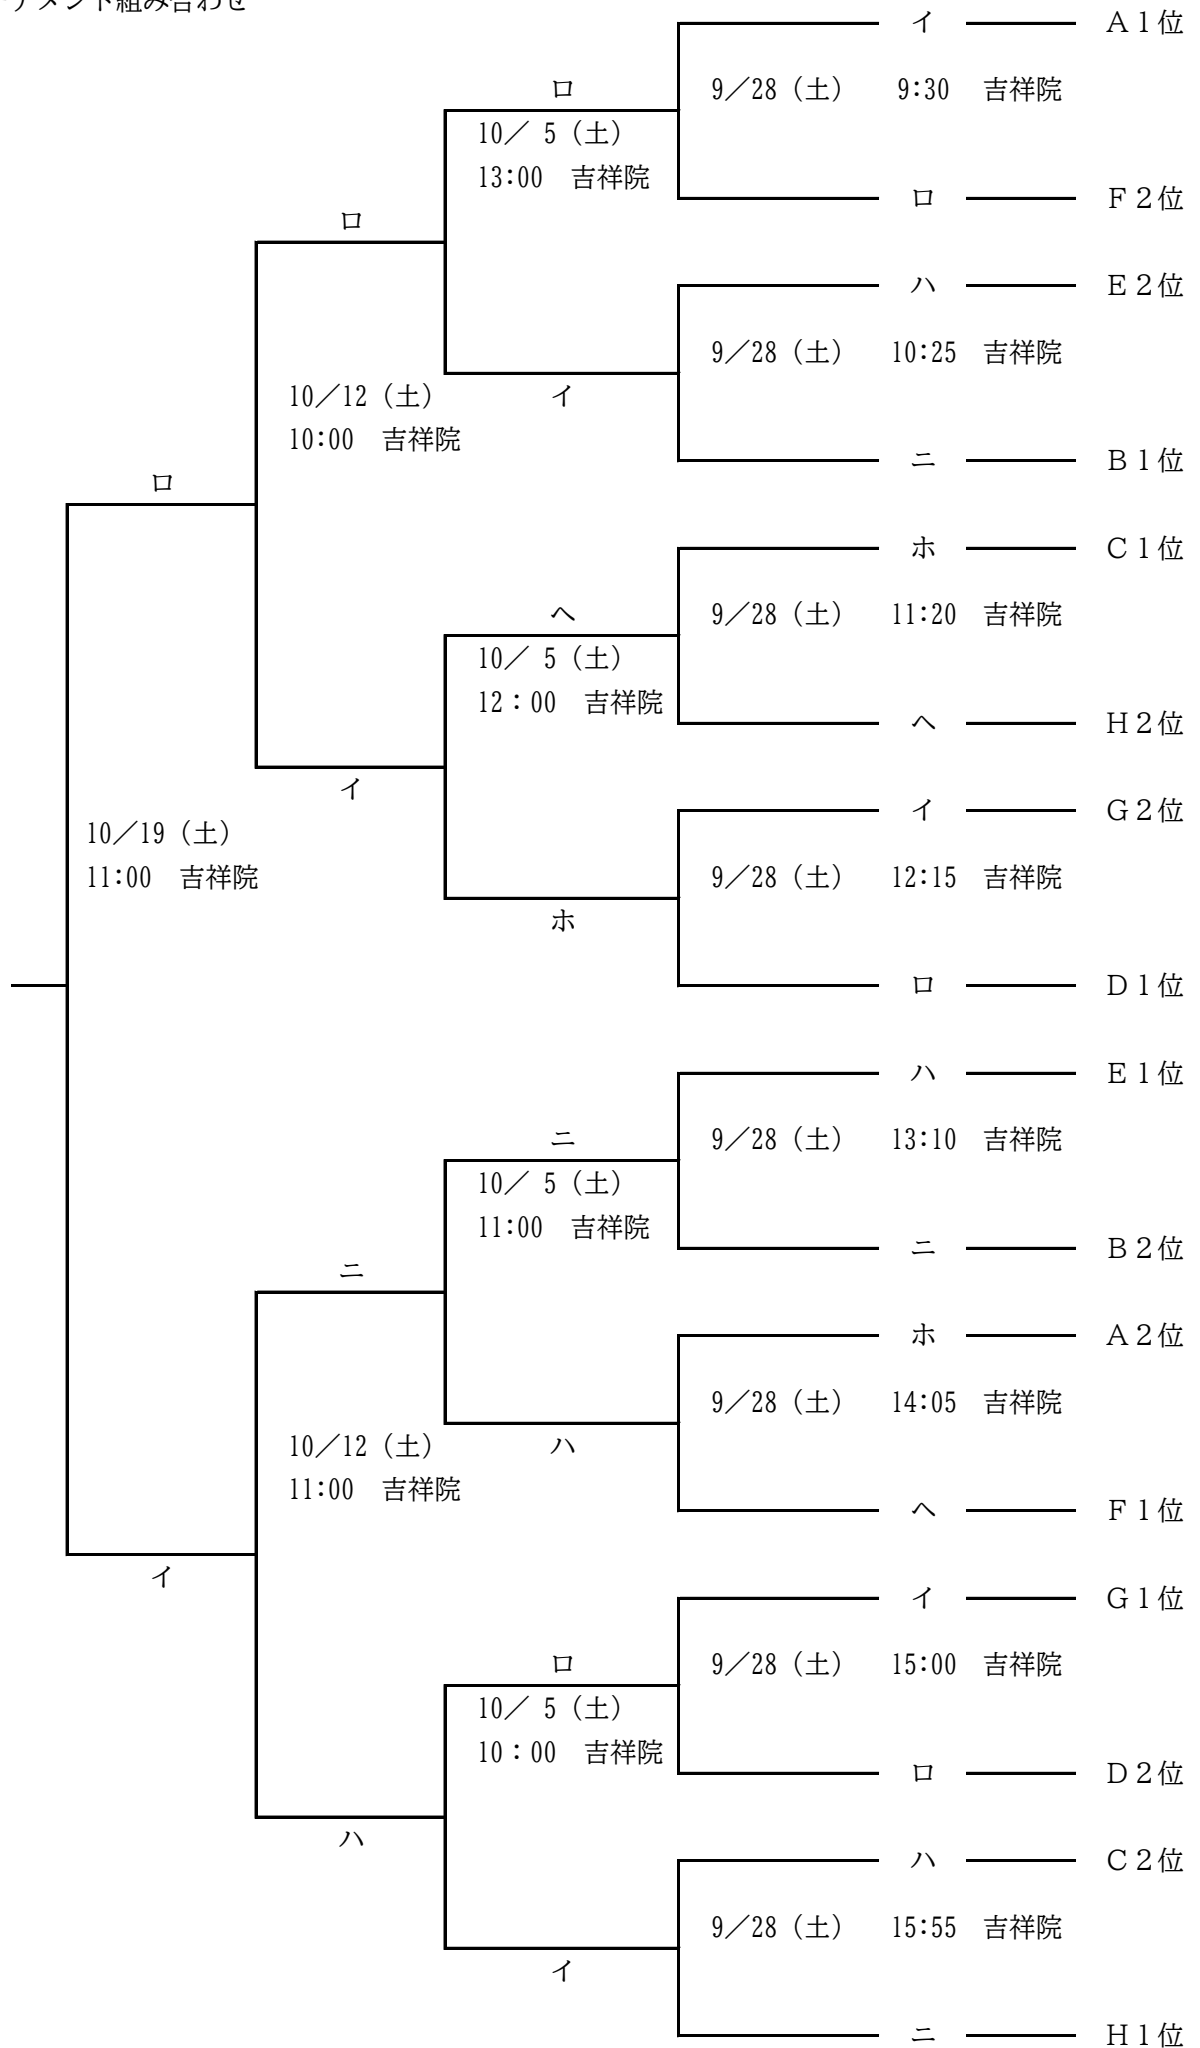 ナメント組み合わせ
イ A1位
9/28(土) 9:30 吉祥院
ロ
10/ 5(土)
13:00 吉祥院
ロ F2位
ロ
ハ E2位
9/28(土) 10:25 吉祥院
10/12(土) イ
10:00 吉祥院
ニ B1位
ロ
ホ C1位
9/28(土) 11:20 吉祥院
ヘ
10/ 5(土)
12:00 吉祥院
ヘ H2位
イ
イ G2位
10/19(土)
11:00 吉祥院
9/28(土) 12:15 吉祥院
ホ
ロ D1位
ハ E1位
9/28(土) 13:10 吉祥院
ニ
10/ 5(土)
11:00 吉祥院
ニ B2位
ニ
ホ A2位
9/28(土) 14:05 吉祥院
10/12(土) ハ
11:00 吉祥院
ヘ F1位
イ
イ G1位
9/28(土) 15:00 吉祥院
ロ
10/ 5(土)
10:00 吉祥院
ロ D2位
ハ
ハ C2位
9/28(土) 15:55 吉祥院
イ
ニ H1位